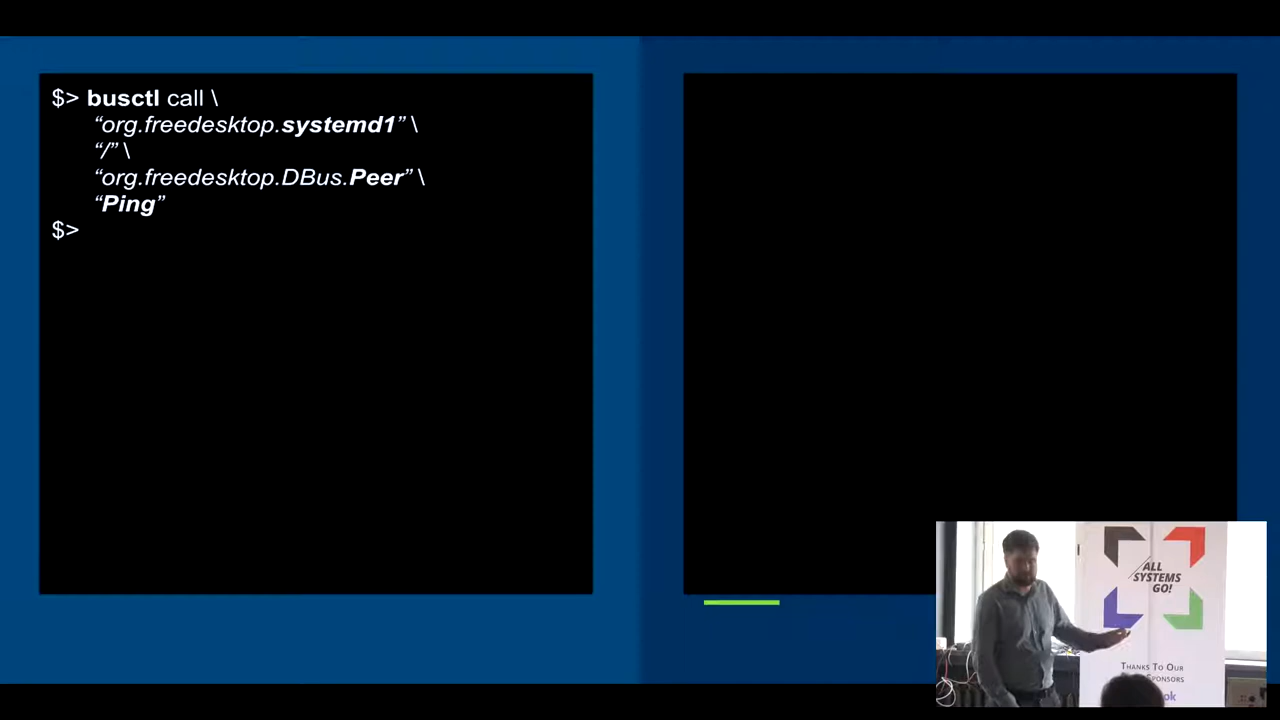 $> busctl call \
“org.freedesktop.systemd1” \
“/” \
“org.freedesktop.DBus.Peer” \
“Ping”
$>
ALL
SYSTEMS
GO!
THANKS TO OUR
SPONSORS